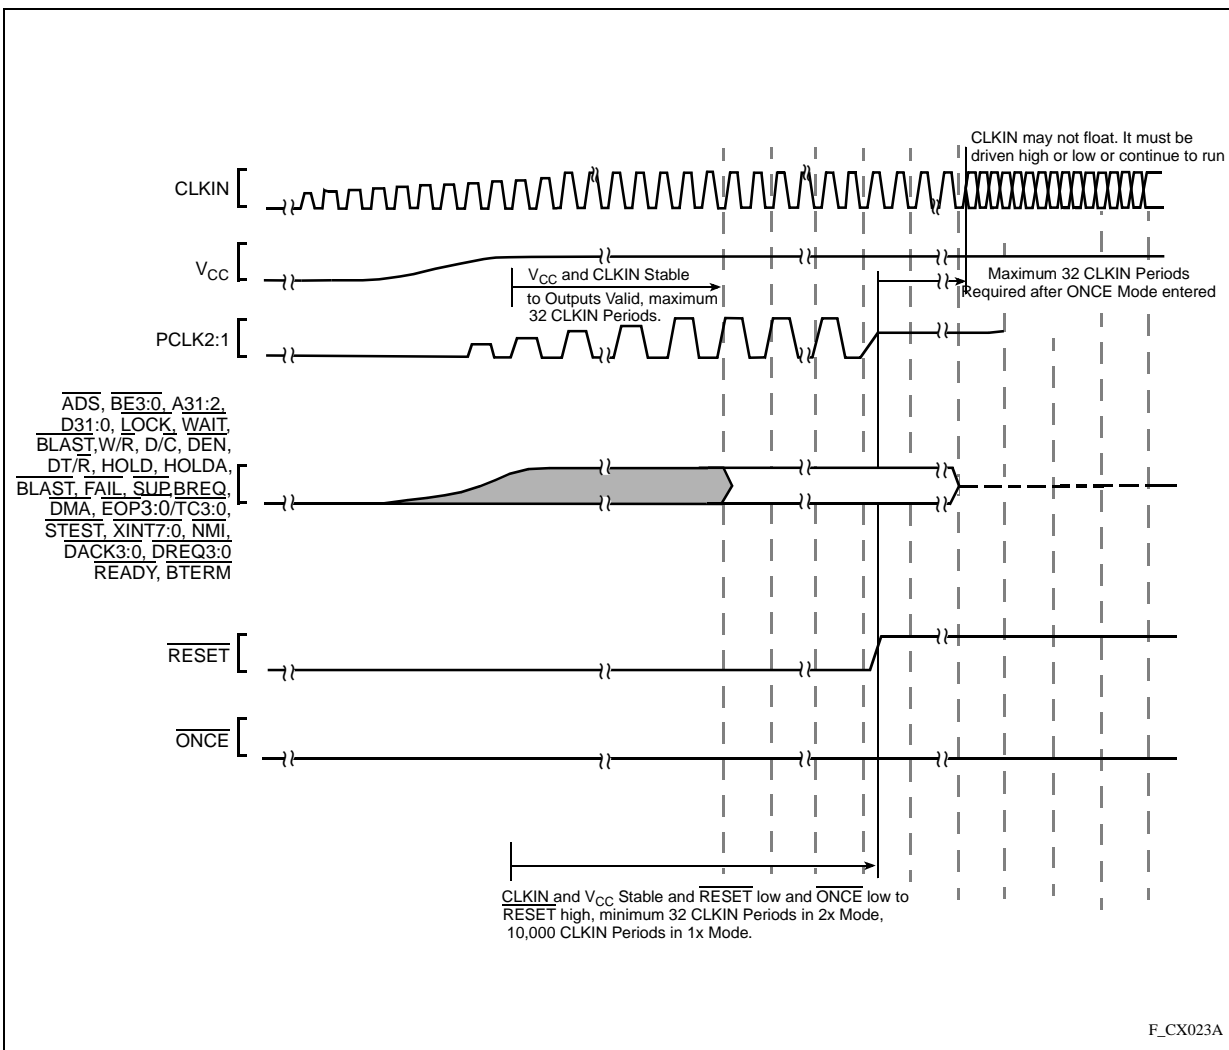 CLKIN may not float. It must be
driven high or low or continue to run
CLKIN
VCC
VCC and CLKIN Stable
to Outputs Valid, maximum
32 CLKIN Periods.
Maximum 32 CLKIN Periods
Required after ONCE Mode entered
PCLK2:1
ADS, BE3:0, A31:2,
D31:0, LOCK, WAIT,
BLAST,W/R, D/C, DEN,
DT/R, HOLD, HOLDA,
BLAST, FAIL, SUP,BREQ,
DMA, EOP3:0/TC3:0,
STEST, XINT7:0, NMI,
DACK3:0, DREQ3:0
READY, BTERM
RESET
ONCE
CLKIN and VCC Stable and RESET low and ONCE low to
RESET high, minimum 32 CLKIN Periods in 2x Mode,
10,000 CLKIN Periods in 1x Mode.
F_CX023A